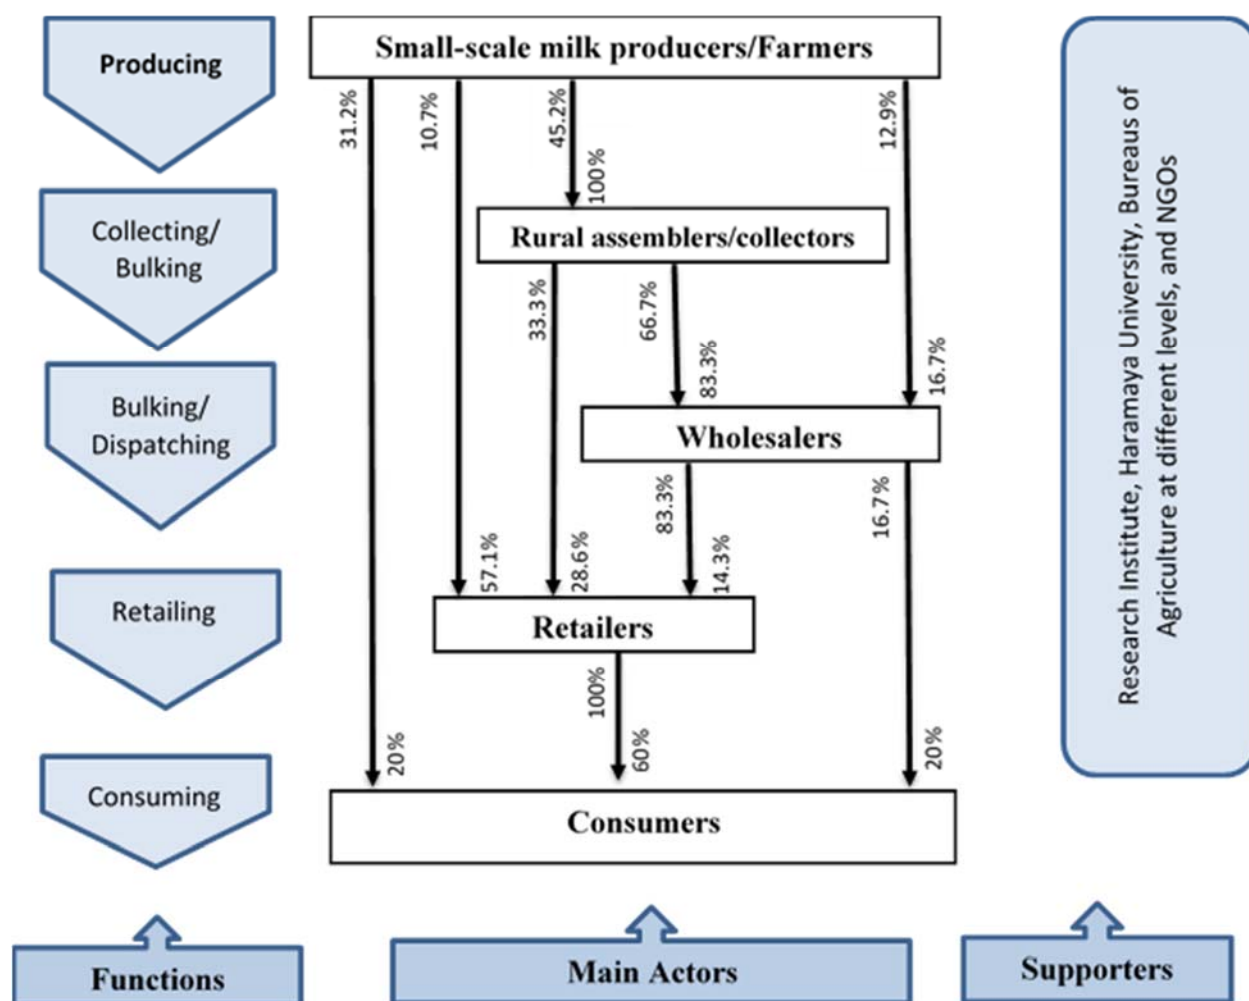 Producing
Small-scale milk producers/Farmers
31.2%
10.7%
45.2%
12.9%
100%
Collecting/
Bulking
Rural assemblers/collectors
33.3%
66.7%
83.3%
16.7%
Bulking/
Dispatching
Wholesalers
83.3%
16.7%
57.1%
28.6%
14.3%
Retailing
Retailers
100%
20%
60%
20%
Consuming
Consumers
Research Institute, Haramaya University, Bureaus of
Agriculture at different levels, and NGOs
Functions
Main Actors
Supporters